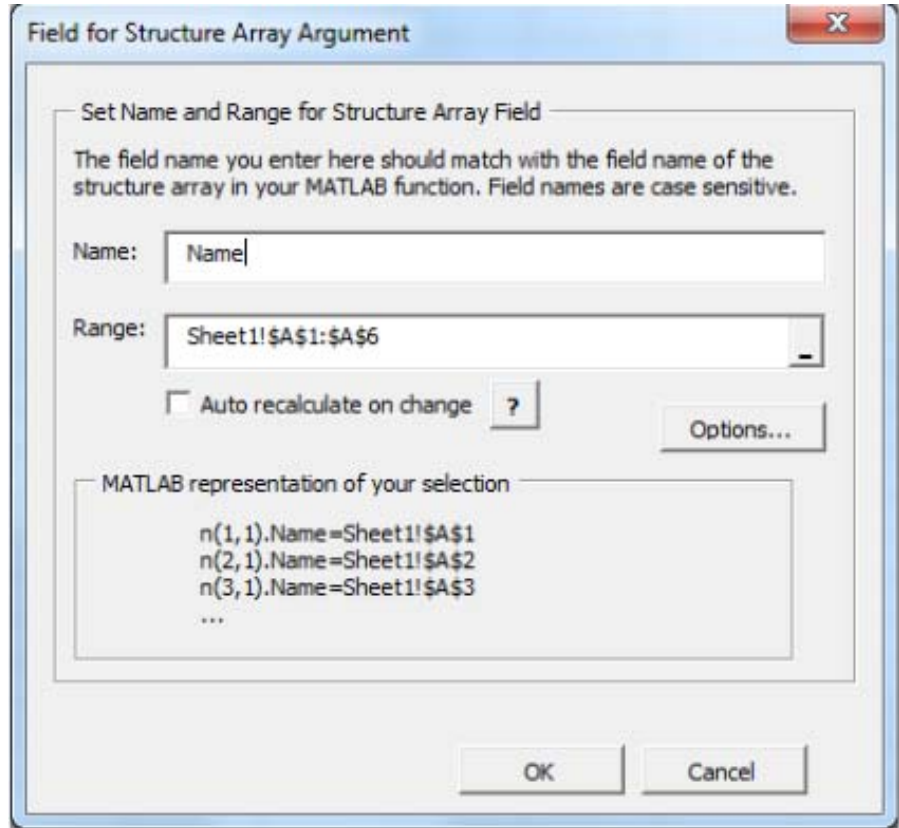 Field for Structure Array Argument
Set Name and Range for Structure Array Field
The field name you enter here should match with the field name of the
structure array in your MATLAB function. Field names are case sensitive.
Name: Name
Range: Sheet1!$A$1:$A$6
Auto recalculate on change ?
Options...
MATLAB representation of your selection
n(1,1).Name=Sheet1!$A$1
n(2,1).Name=Sheet1!$A$2
n(3,1).Name=Sheet1!$A$3
...
OK Cancel